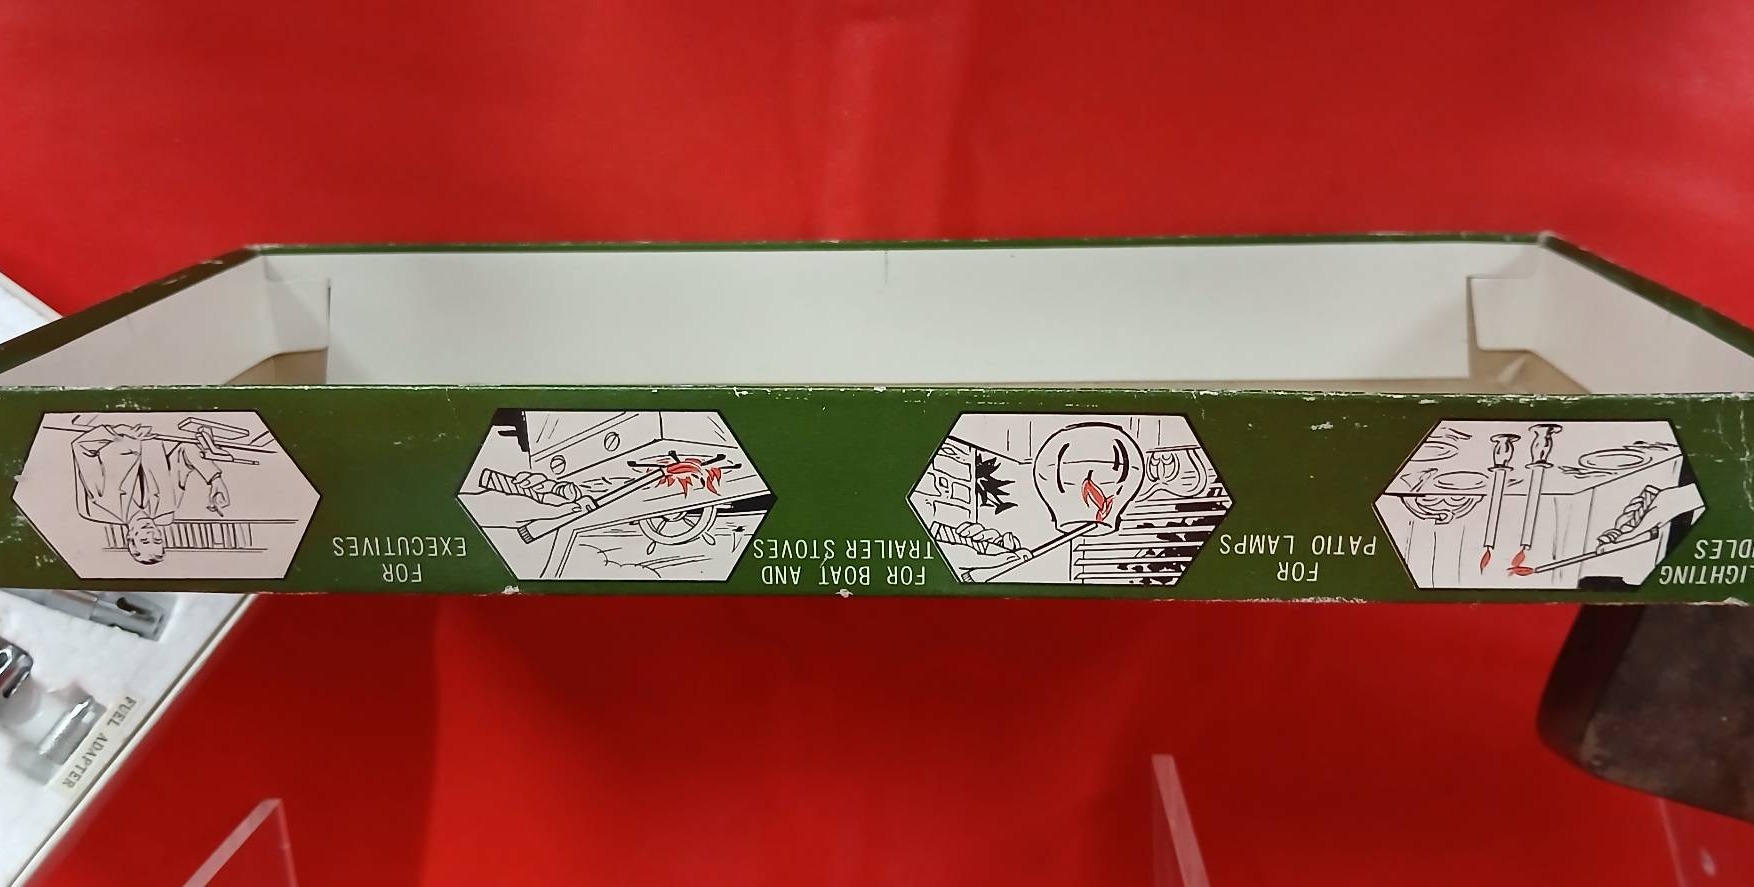 LIGHTING
FOR
PATIO LAMPS
FOR BOAT AND
TRAILER STOVES
FOR
EXECUTIVES
FUEL ADAPTER